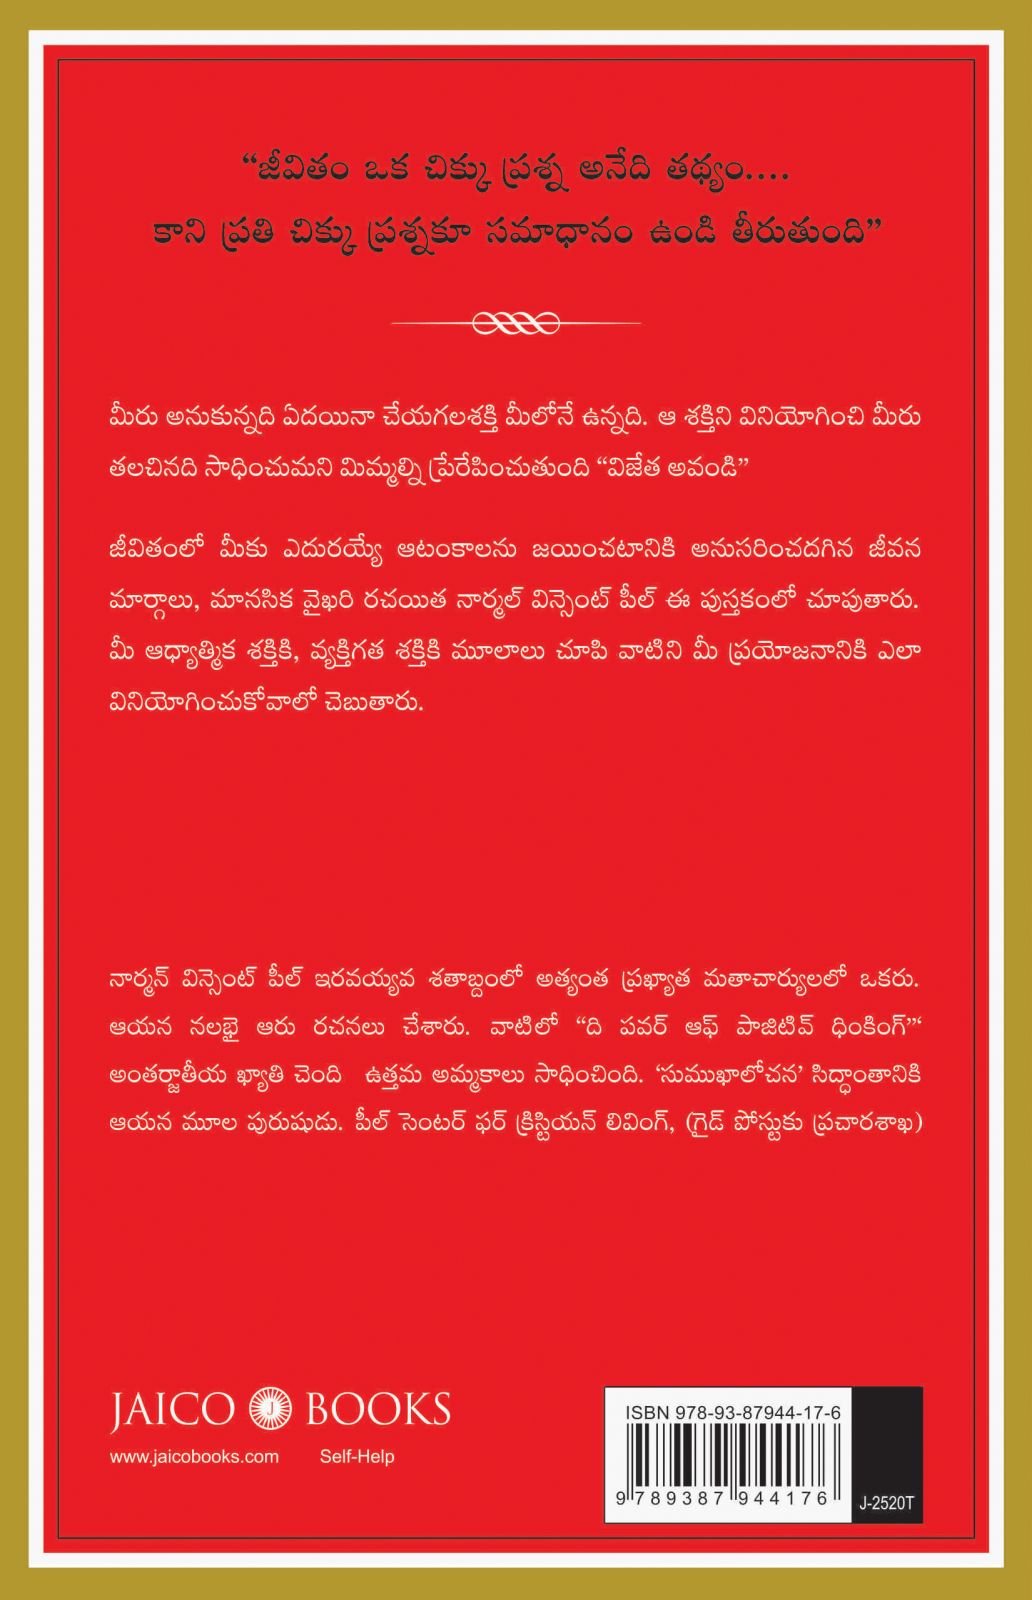 “జీవితం ఒక చిక్కు ప్రశ్న అనేది తథ్యం....
కాని ప్రతి చిక్కు ప్రశ్నకూ సమాధానం ఉండి తీరుతుంది”
మీరు అనుకున్నది ఏదయినా చేయగలశక్తి మీలోనే ఉన్నది. ఆ శక్తిని వినియోగించి మీరు
తలచినది సాధించుమని మిమ్మల్ని ప్రేరేపించుతుంది “విజేత అవండి”
జీవితంలో మీకు ఎదురయ్యే ఆటంకాలను జయించటానికి అనుసరించదగిన జీవన
మార్గాలు, మానసిక వైఖరి రచయిత నార్మల్ విన్సెంట్ పీల్ ఈ పుస్తకంలో చూపుతారు.
మీ ఆధ్యాత్మిక శక్తికి, వ్యక్తిగత శక్తికి మూలాలు చూపి వాటిని మీ ప్రయోజనానికి ఎలా
వినియోగించుకోవాలో చెబుతారు.
నార్మన్ విన్సెంట్ పీల్ ఇరవయ్యవ శతాబ్దంలో అత్యంత ప్రఖ్యాత మతాచార్యులలో ఒకరు.
ఆయన నలభై ఆరు రచనలు చేశారు. వాటిలో “ది పవర్ ఆఫ్ పాజిటివ్ థింకింగ్”‘
అంతర్జాతీయ ఖ్యాతి చెంది ఉత్తమ అమ్మకాలు సాధించింది. ‘సుముఖాలోచన’ సిద్ధాంతానికి
ఆయన మూల పురుషుడు. పీల్ సెంటర్ ఫర్ క్రిస్టియన్ లివింగ్, (గైడ్ పోస్టుకు ప్రచారశాఖ)
JAICO J BOOKS
www.jaicobooks.com Self-Help
ISBN 978-93-87944-17-6
9 789387 944176
J-2520T